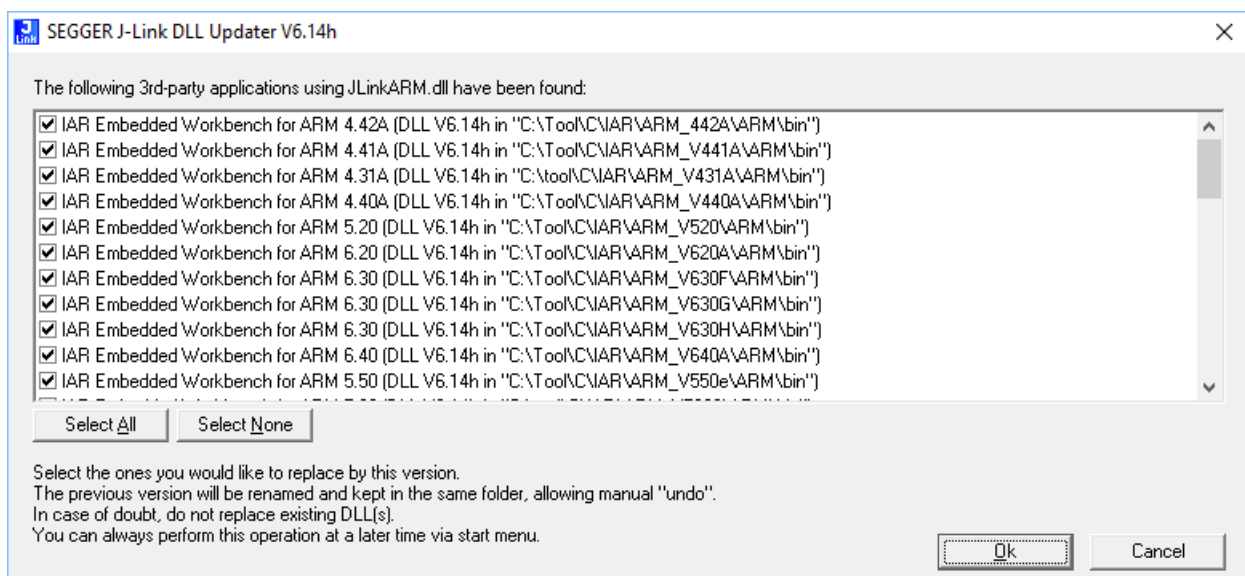 J Link
SEGGER J-Link DLL Updater V6.14h
The following 3rd-party applications using JLinkARM.dll have been found:
IAR Embedded Workbench for ARM 4.42A (DLL V6.14h in "C:\Tool\C\IAR\ARM_442A\ARM\bin")
IAR Embedded Workbench for ARM 4.41A (DLL V6.14h in "C:\Tool\C\IAR\ARM_V441A\ARM\bin")
IAR Embedded Workbench for ARM 4.31A (DLL V6.14h in "C:\tool\C\IAR\ARM_V431A\ARM\bin")
IAR Embedded Workbench for ARM 4.40A (DLL V6.14h in "C:\Tool\C\IAR\ARM_V440A\ARM\bin")
IAR Embedded Workbench for ARM 5.20 (DLL V6.14h in "C:\Tool\C\IAR\ARM_V520\ARM\bin")
IAR Embedded Workbench for ARM 6.20 (DLL V6.14h in "C:\Tool\C\IAR\ARM_V620A\ARM\bin")
IAR Embedded Workbench for ARM 6.30 (DLL V6.14h in "C:\Tool\C\IAR\ARM_V630F\ARM\bin")
IAR Embedded Workbench for ARM 6.30 (DLL V6.14h in "C:\Tool\C\IAR\ARM_V630G\ARM\bin")
IAR Embedded Workbench for ARM 6.30 (DLL V6.14h in "C:\Tool\C\IAR\ARM_V630H\ARM\bin")
IAR Embedded Workbench for ARM 6.40 (DLL V6.14h in "C:\Tool\C\IAR\ARM_V640A\ARM\bin")
IAR Embedded Workbench for ARM 5.50 (DLL V6.14h in "C:\Tool\C\IAR\ARM_V550e\ARM\bin")
Select All Select None
Select the ones you would like to replace by this version.
The previous version will be renamed and kept in the same folder, allowing manual "undo".
In case of doubt, do not replace existing DLL(s).
You can always perform this operation at a later time via start menu.
Ok Cancel